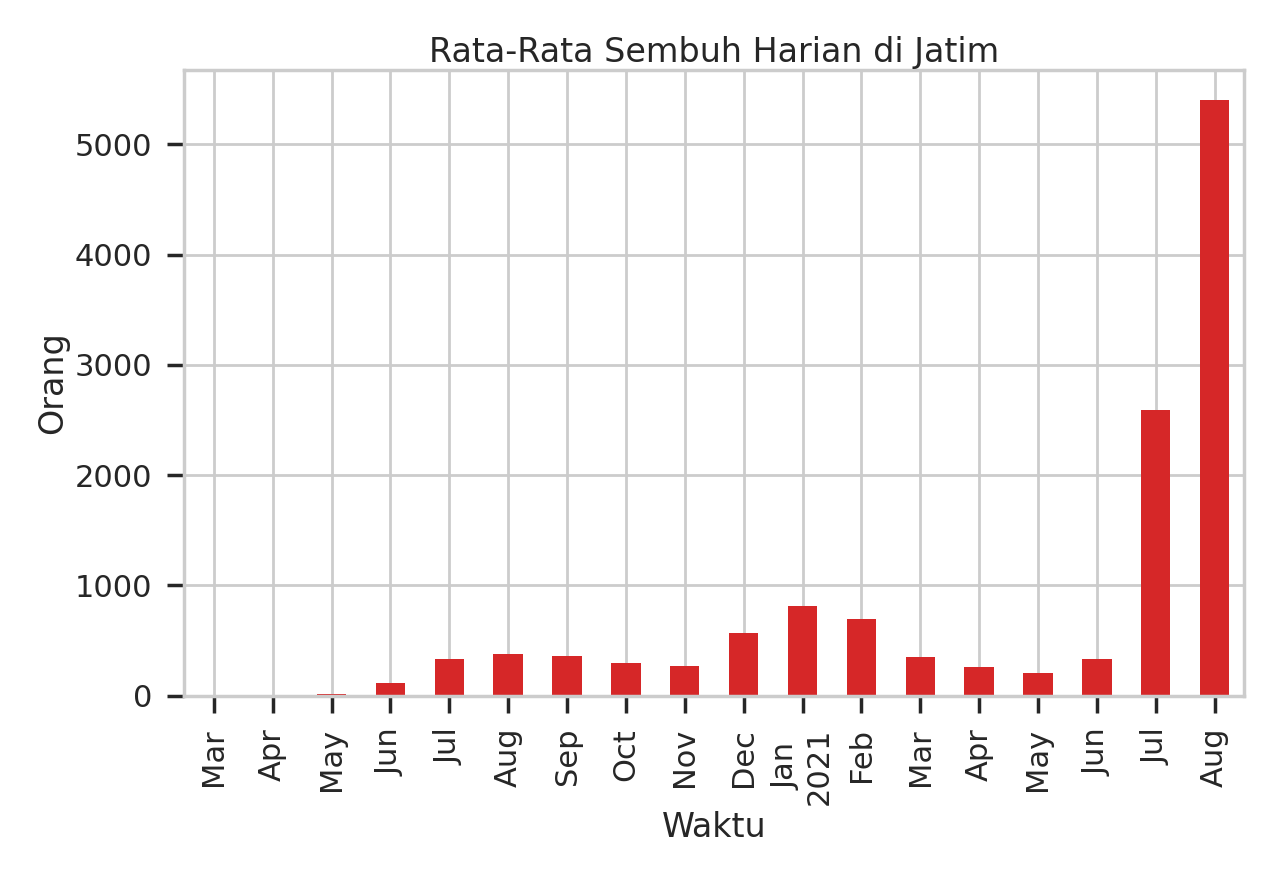 Rata-Rata Sembuh Harian di Jatim
5000
4000
3000
2000
1000
0
Orang
Mar
Apr
May
Jun
Jul
Aug
Sep
Oct
Nov
Dec
Jan
2021
Feb
Mar
Apr
May
Jun
Jul
Aug
Waktu